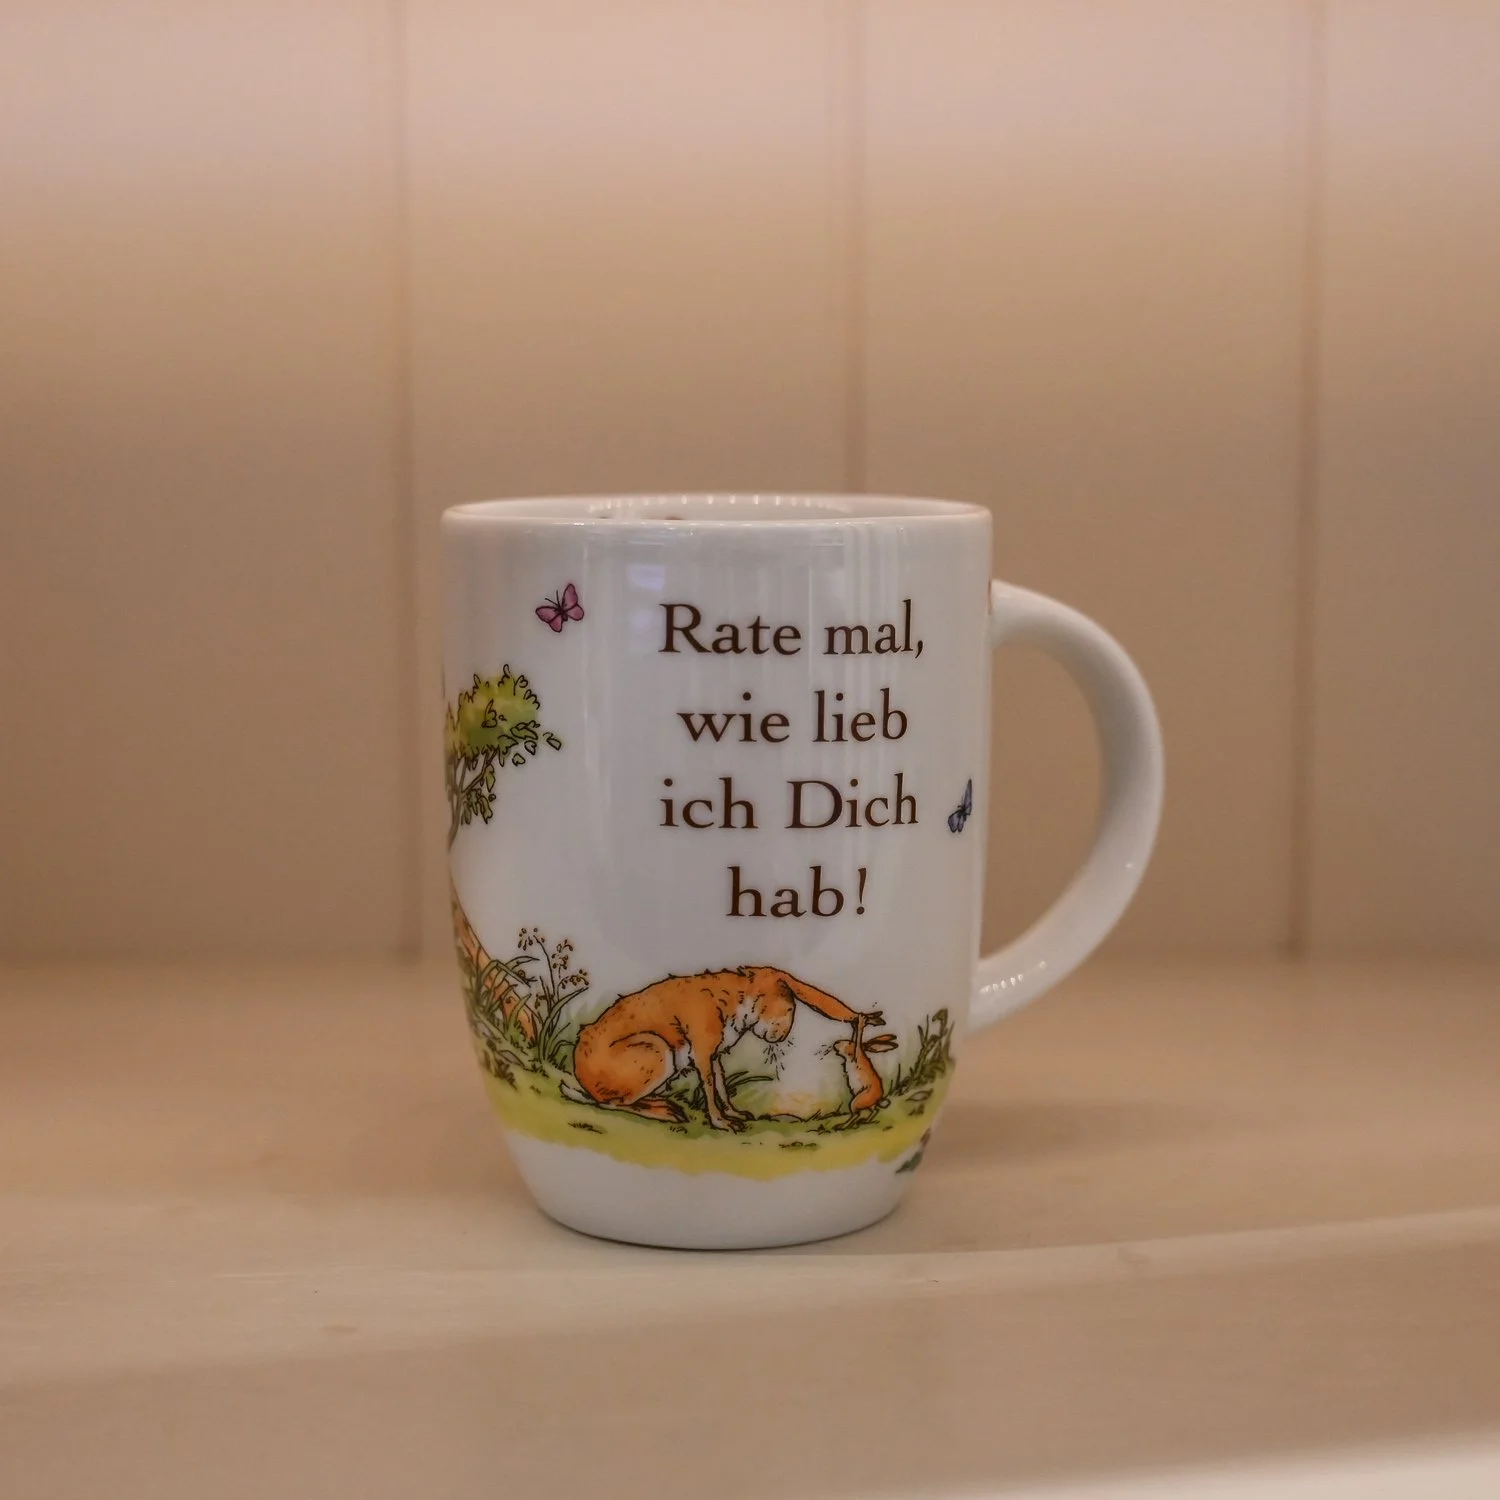 Rate mal,
wie lieb
ich Dich
hab!